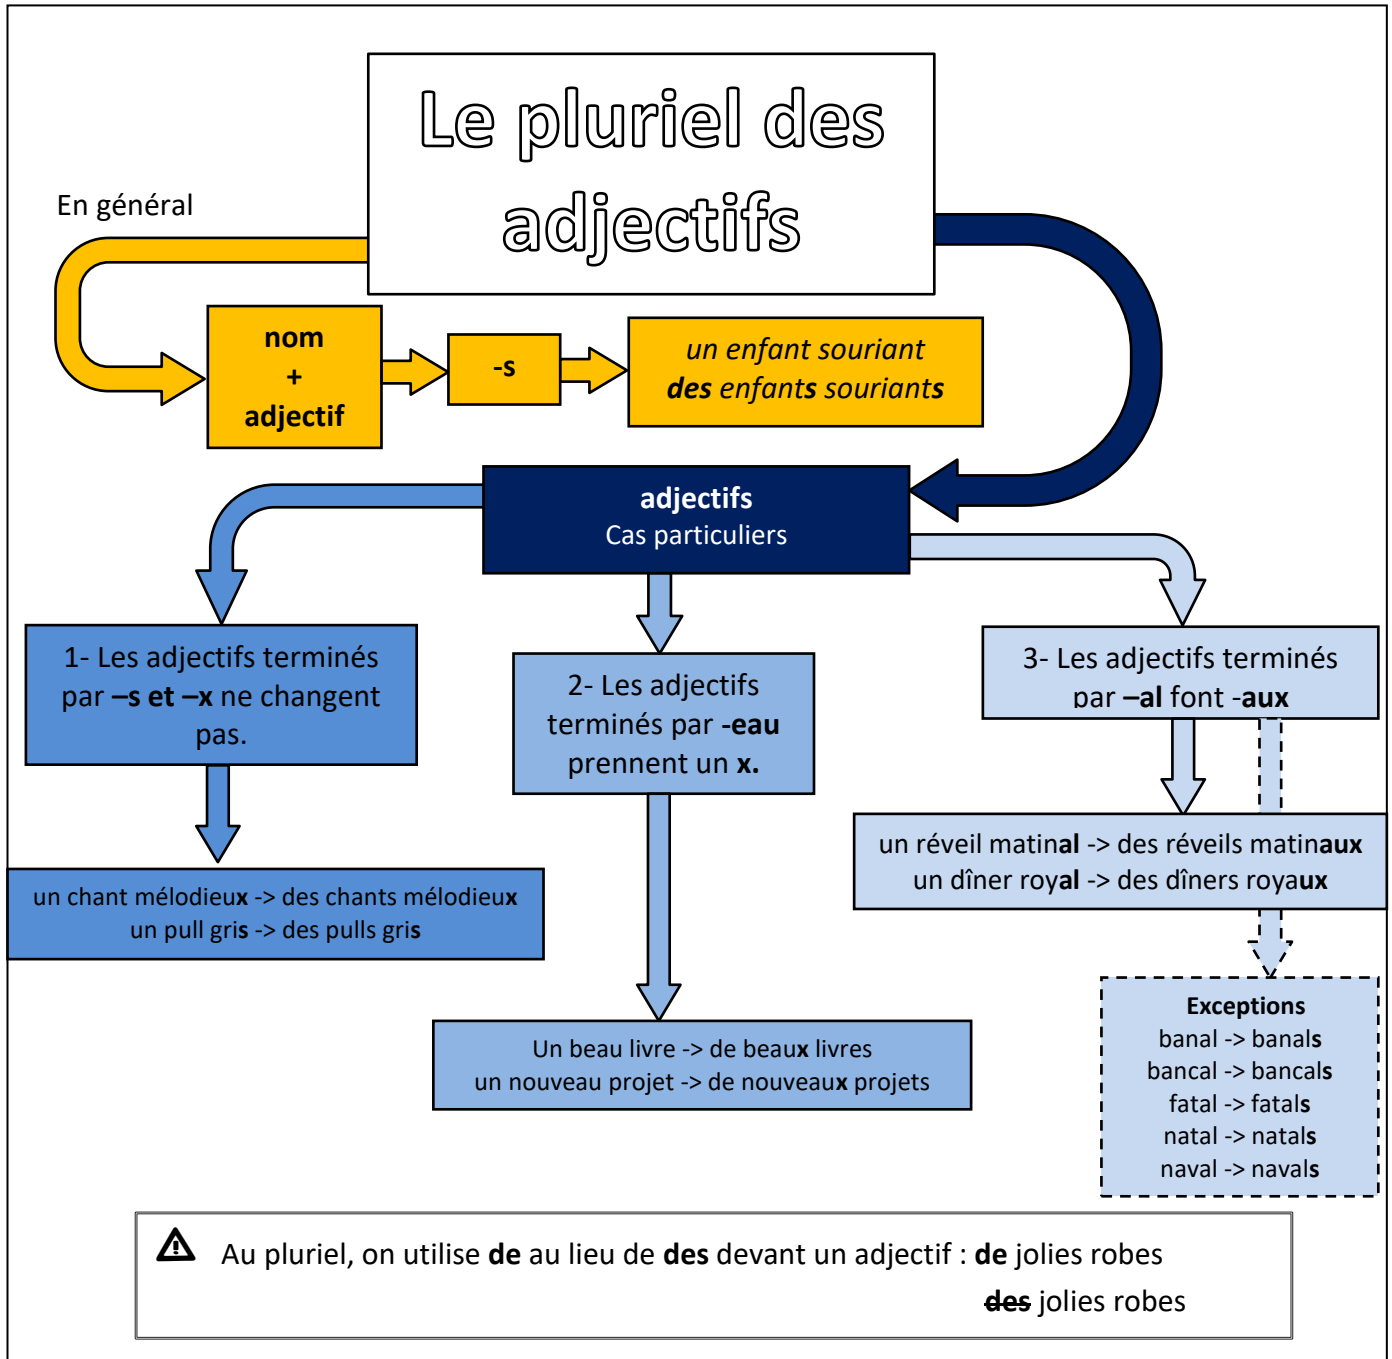 Le pluriel des
adjectifs
En général
nom
+
adjectif
-s
un enfant souriant
des enfants souriants
adjectifs
Cas particuliers
1- Les adjectifs terminés
par –s et –x ne changent
pas.
2- Les adjectifs
terminés par -eau
prennent un x.
3- Les adjectifs terminés
par –al font -aux
un chant mélodieux -> des chants mélodieux
un pull gris -> des pulls gris
Un beau livre -> de beaux livres
un nouveau projet -> de nouveaux projets
un réveil matinal -> des réveils matinaux
un dîner royal -> des dîners royaux
Exceptions
banal -> banals
bancal -> bancals
fatal -> fatals
natal -> natals
naval -> navals
Au pluriel, on utilise de au lieu de des devant un adjectif : de jolies robes
des jolies robes